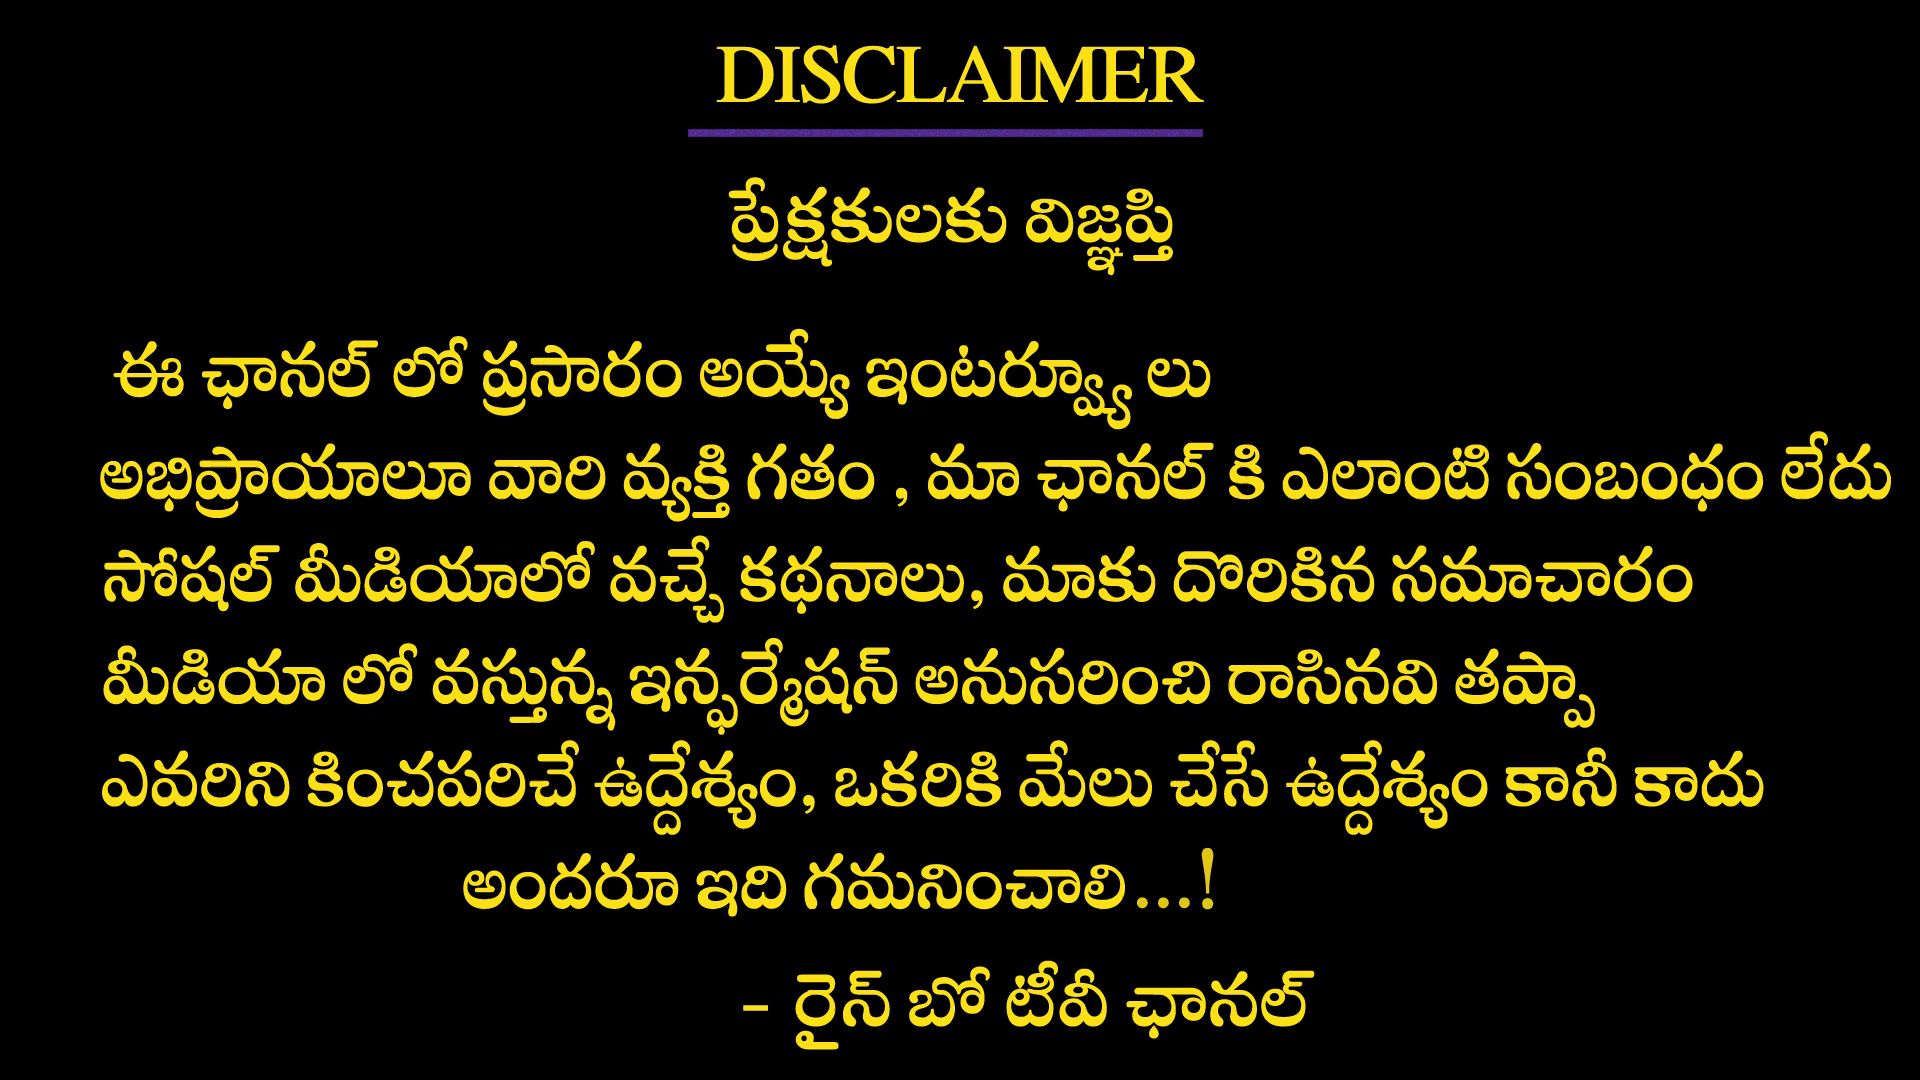 DISCLAIMER
ప్రేక్షకులకు విజ్ఞప్తి
ఈ ఛానల్ లో ప్రసారం అయ్యే ఇంటర్వ్యూ లు
అభిప్రాయాలూ వారి వ్యక్తి గతం , మా ఛానల్ కి ఎలాంటి సంబంధం లేదు
సోషల్ మీడియాలో వచ్చే కథనాలు, మాకు దొరికిన సమాచారం
మీడియా లో వస్తున్న ఇన్ఫర్మేషన్ అనుసరించి రాసినవి తప్పా
ఎవరిని కించపరిచే ఉద్దేశ్యం, ఒకరికి మేలు చేసే ఉద్దేశ్యం కానీ కాదు
అందరూ ఇది గమనించాలి...!
- రైన్ బో టీవీ ఛానల్